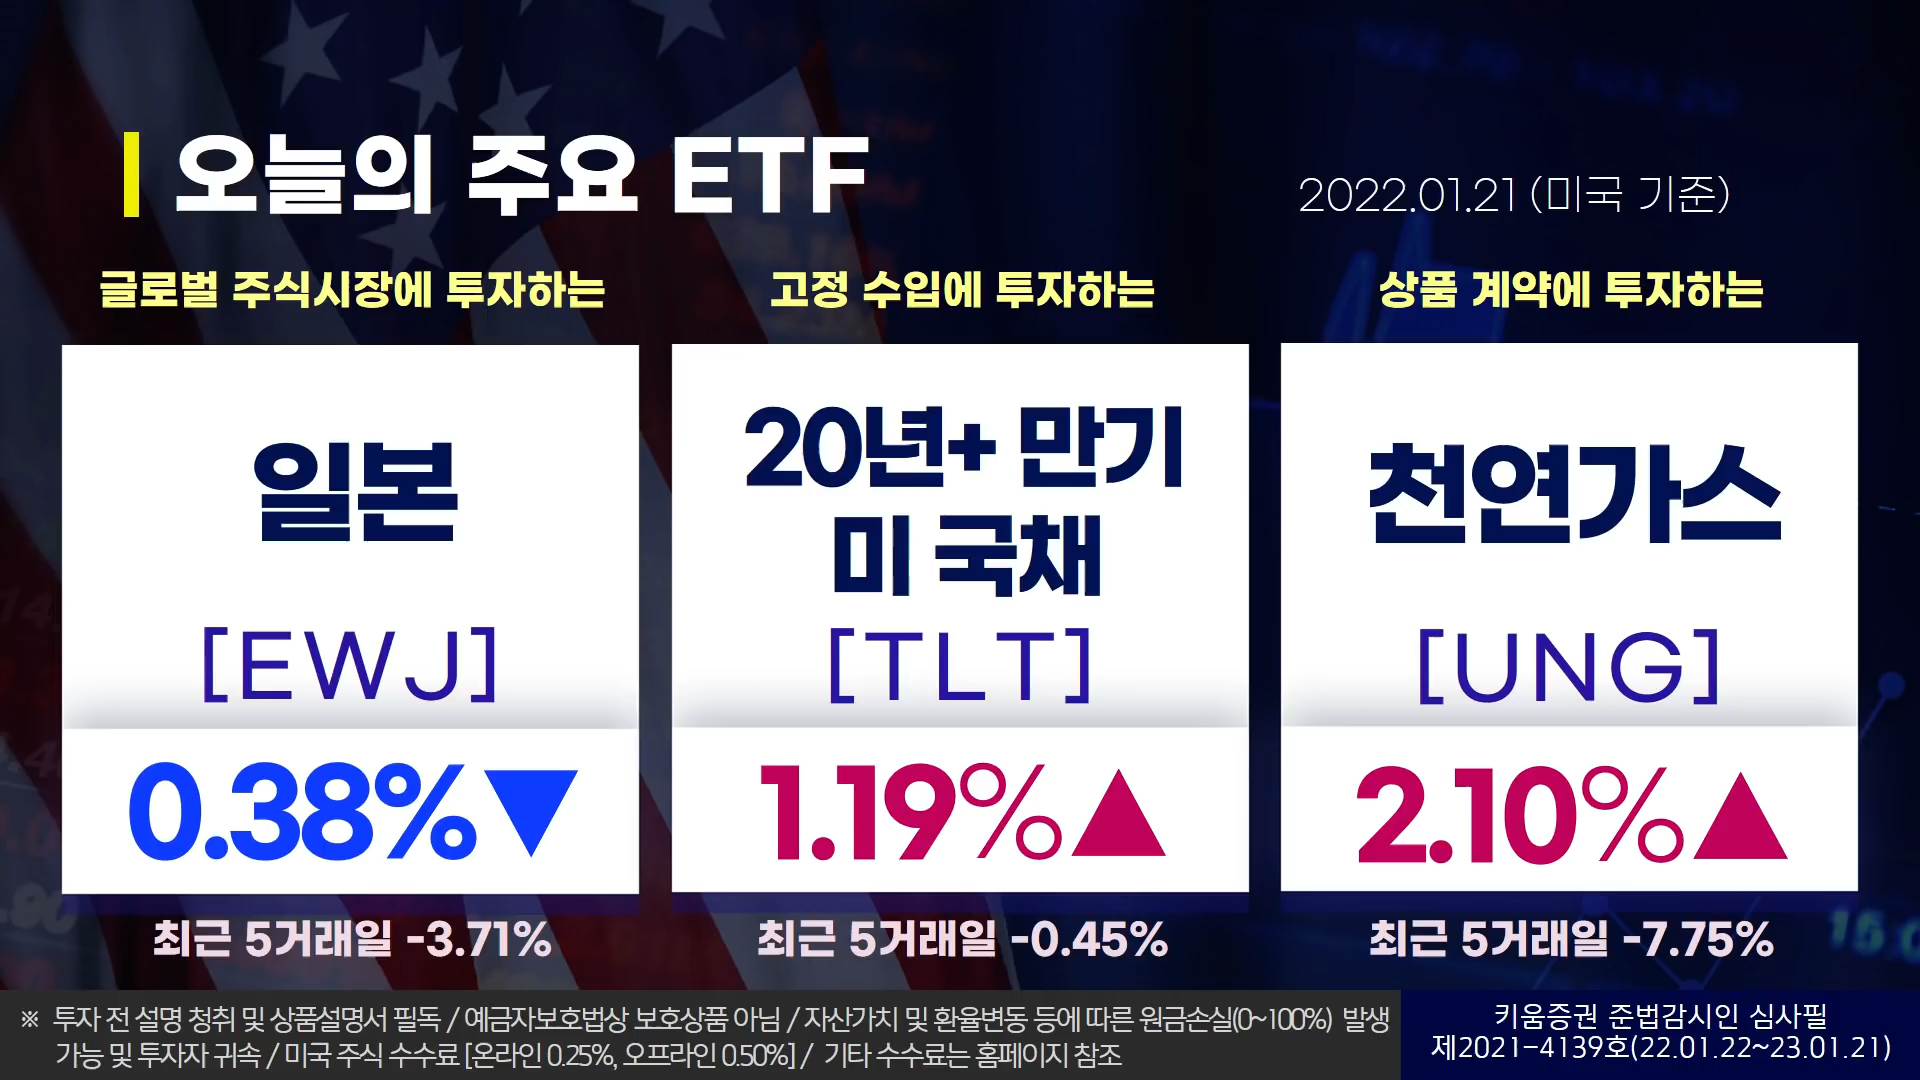 오늘의 주요 ETF
2022.01.21 (미국 기준)
글로벌 주식시장에 투자하는
일본
[EWJ]
0.38%▼
최근 5거래일 -3.71%
고정 수입에 투자하는
20년+ 만기
미 국채
[TLT]
1.19%▲
최근 5거래일 -0.45%
상품 계약에 투자하는
천연가스
[UNG]
2.10%▲
최근 5거래일 -7.75%
※ 투자 전 설명 청취 및 상품설명서 필독 / 예금자보호법상 보호상품 아님 / 자산가치 및 환율변동 등에 따른 원금손실(0~100%) 발생
가능 및 투자자 귀속 / 미국 주식 수수료 [온라인 0.25%, 오프라인 0.50%] / 기타 수수료는 홈페이지 참조
키움증권 준법감시인 심사필
제2021-4139호(22.01.22~23.01.21)